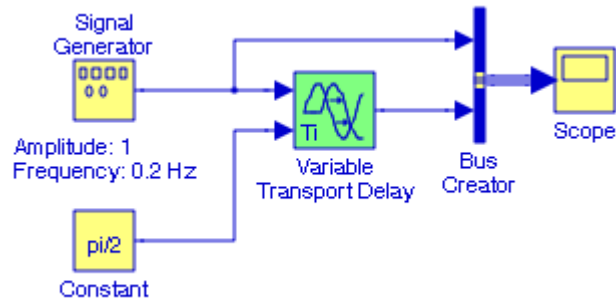 Signal
Generator
Amplitude: 1
Frequency: 0.2 Hz
Ti
Variable
Transport Delay
Bus
Creator
Scope
pi/2
Constant